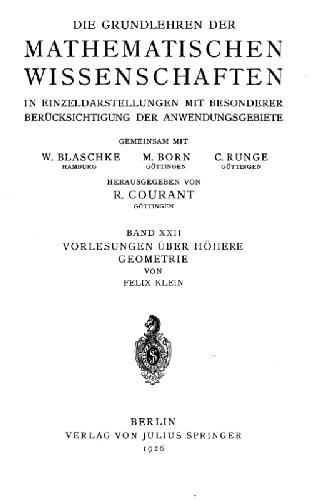 DIE GRUNDLEHREN DER
MATHEMATISCHEN
WISSENSCHAFTEN
IN EINZELDARSTELLUNGEN MIT BESONDERER
BERÜCKSICHTIGUNG DER ANWENDUNGSGEBIETE
GEMEINSAM MIT
W. BLASCHKE M. BORN C. RUNGE
HAMBURG GÖTTINGEN GÖTTINGEN
HERAUSGEGEBEN VON
R. COURANT
GÖTTINGEN
BAND XXII
VORLESUNGEN ÜBER HÖHERE
GEOMETRIE
VON
FELIX KLEIN
BERLIN
VERLAG VON JULIUS SPRINGER
1926